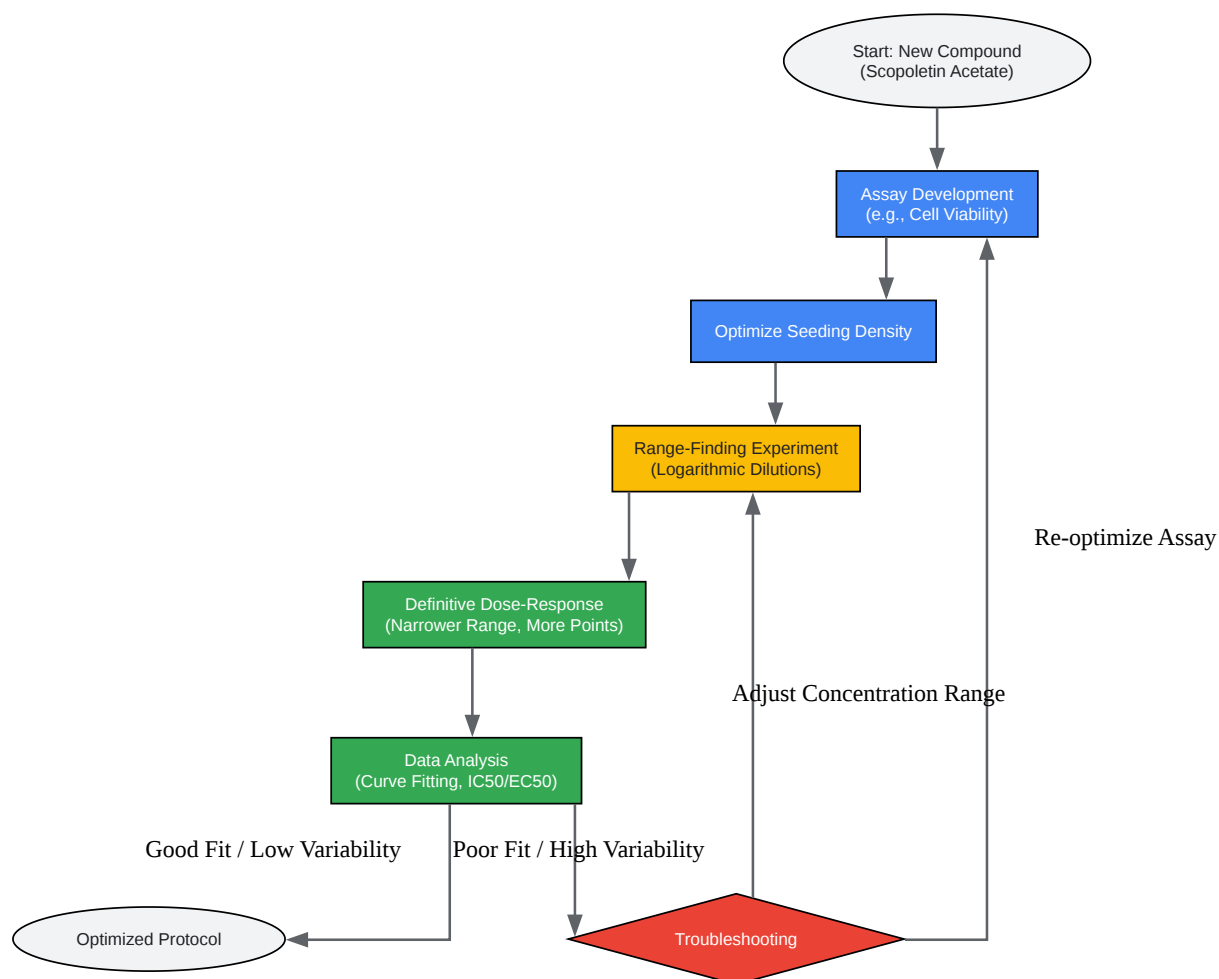 Start: New Compound
(Scopoletin Acetate)
Assay Development
(e.g., Cell Viability)
Optimize Seeding Density
Range-Finding Experiment
(Logarithmic Dilutions)
Re-optimize Assay
Definitive Dose-Response
(Narrower Range, More Points)
Adjust Concentration Range
Data Analysis
(Curve Fitting, IC50/EC50)
Good Fit / Low Variability
Poor Fit / High Variability
Optimized Protocol
Troubleshooting